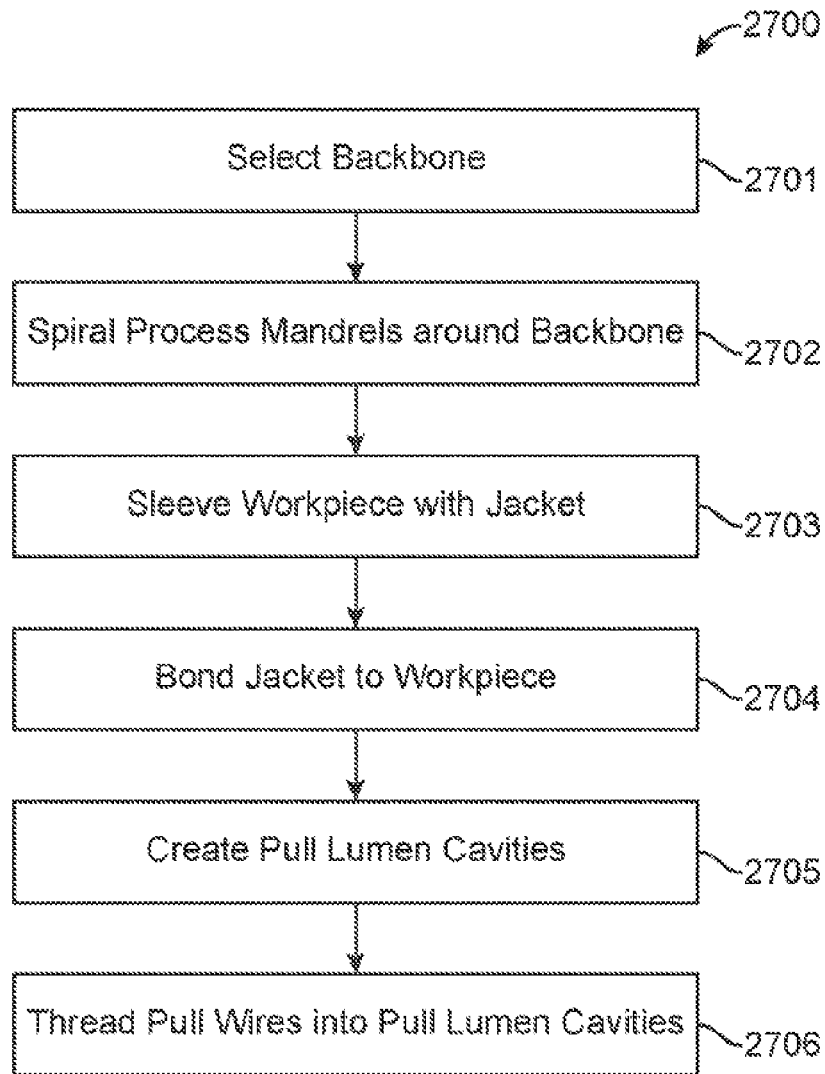 2700
Select Backbone
2701
Spiral Process Mandrels around Backbone
2702
Sleeve Workpiece with Jacket
2703
Bond Jacket to Workpiece
2704
Create Pull Lumen Cavities
2705
Thread Pull Wires into Pull Lumen Cavities
2706